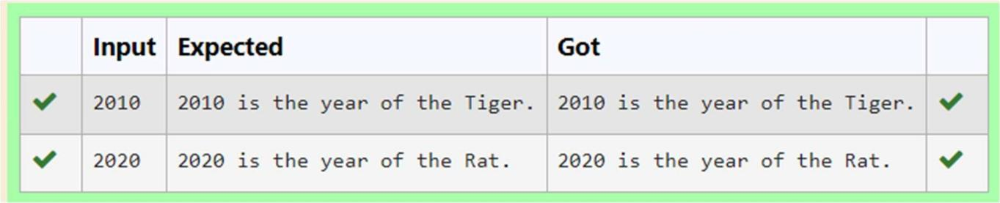 Input Expected Got
2010 2010 is the year of the Tiger. 2010 is the year of the Tiger.
2020 2020 is the year of the Rat. 2020 is the year of the Rat.